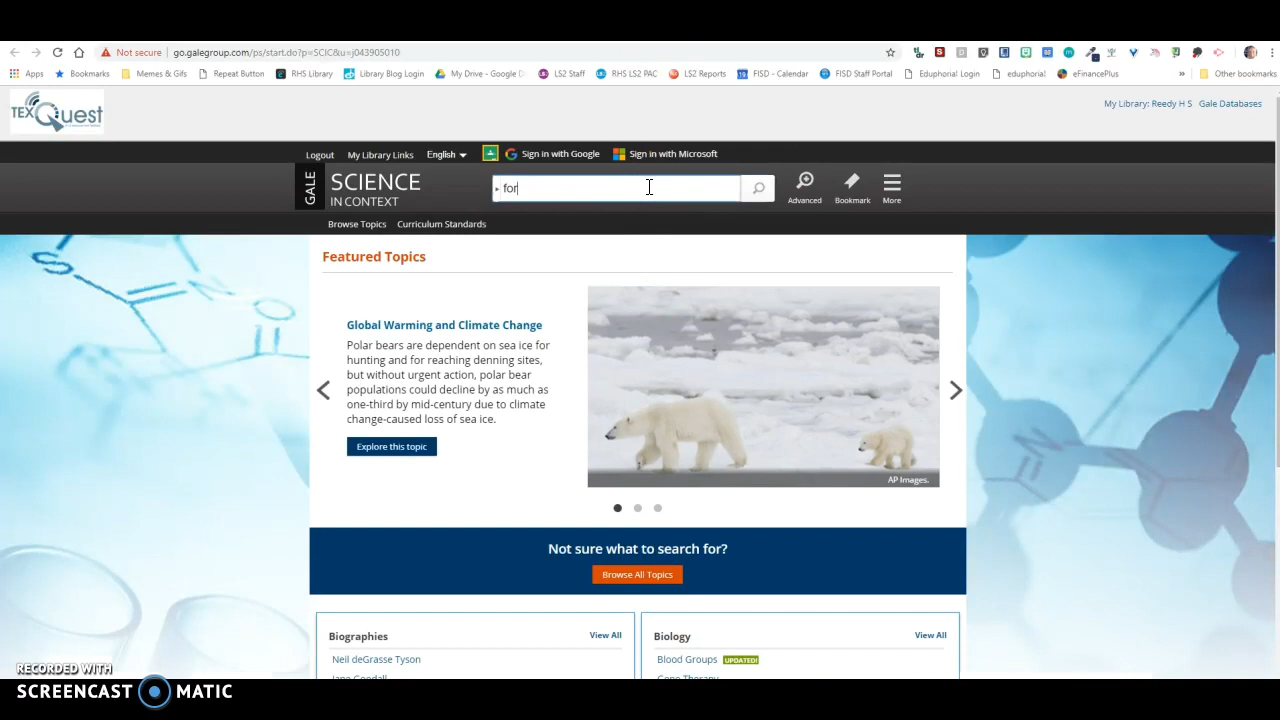 Not secure | go.galegroup.com/ps/start.do?p=SCIC&u=j043905010
Apps Bookmarks Memes & Gifs Repeat Button RHS Library Library Blog Login My Drive - Google D LS2 Staff RHS LS2 PAC LS2 Reports FISD - Calendar FISD Staff Portal Eduphoria! Login eduphoria! eFinancePlus » Other bookmarks
TEXQuest
My Library: Reedy H S Gale Databases
Logout My Library Links English Sign in with Google Sign in with Microsoft
GALE SCIENCE
IN CONTEXT
for
Advanced Bookmark More
Browse Topics Curriculum Standards
Featured Topics
Global Warming and Climate Change
Polar bears are dependent on sea ice for
hunting and for reaching denning sites,
but without urgent action, polar bear
populations could decline by as much as
one-third by mid-century due to climate
change-caused loss of sea ice.
Explore this topic
AP Images.
Not sure what to search for?
Browse All Topics
Biographies View All
Neil deGrasse Tyson
Jane Goodall
Biology View All
Blood Groups UPDATED!
Gene Therapy
RECORDED WITH
SCREENCAST MATIC